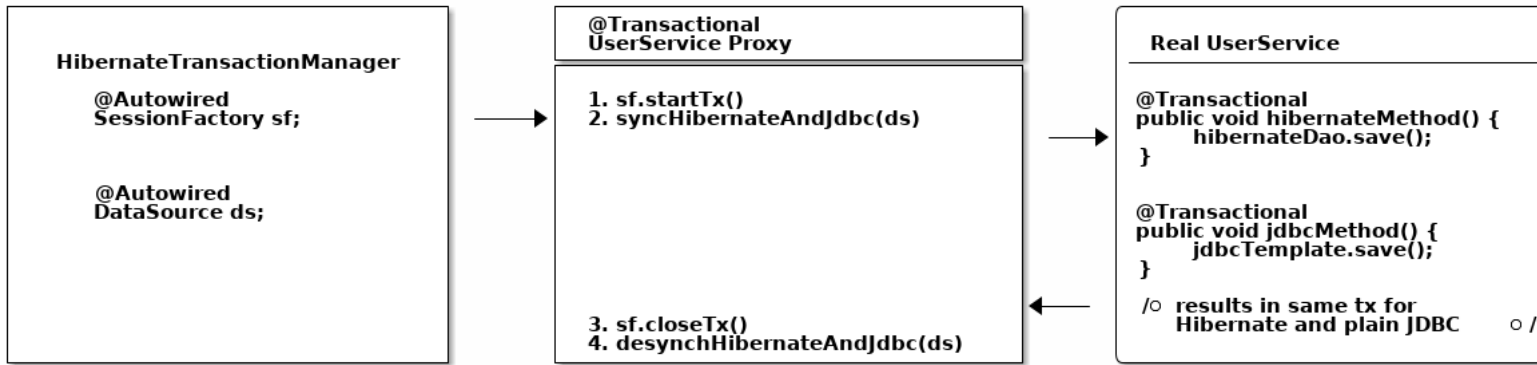 HibernateTransactionManager
@Autowired
SessionFactory sf;
@Autowired
DataSource ds;
@Transactional
UserService Proxy
1. sf.startTx()
2. syncHibernateAndJdbc(ds)
3. sf.closeTx()
4. desynchHibernateAndJdbc(ds)
Real UserService
@Transactional
public void hibernateMethod() {
hibernateDao.save();
}
@Transactional
public void jdbcMethod() {
jdbcTemplate.save();
}
/○ results in same tx for
Hibernate and plain JDBC ○/